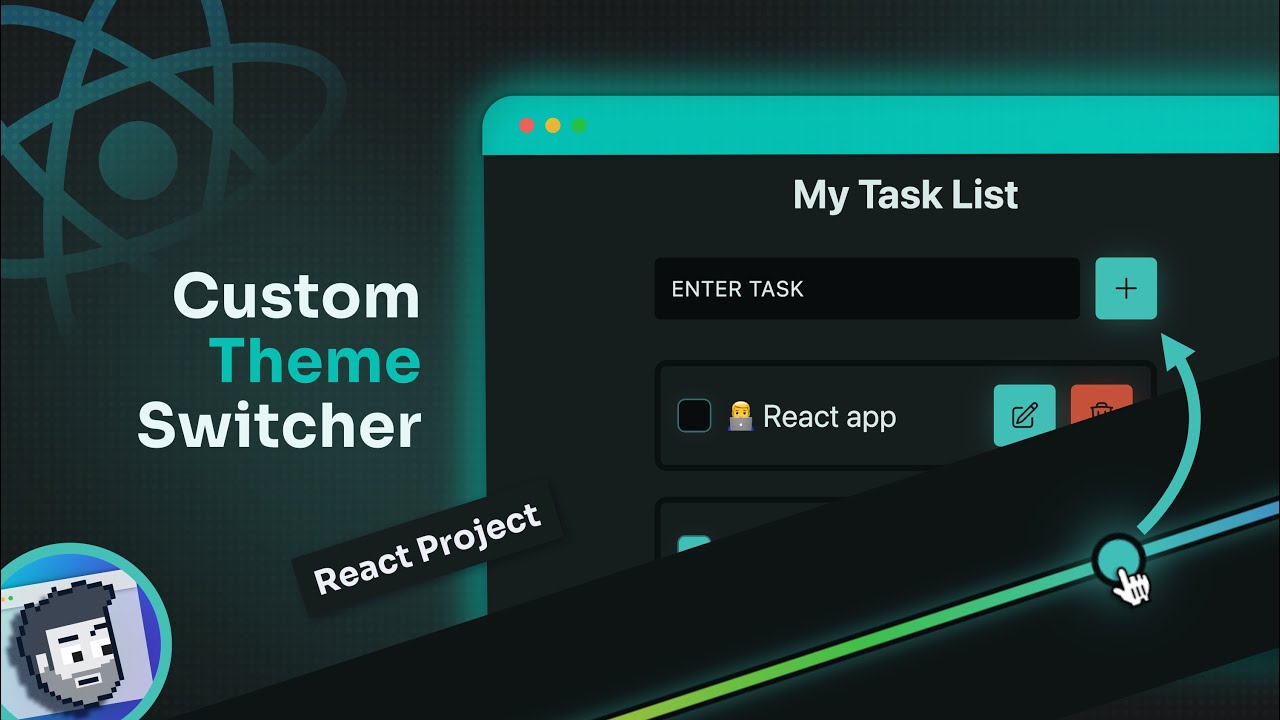 Custom
Theme
Switcher
React Project
My Task List
ENTER TASK
+
React app